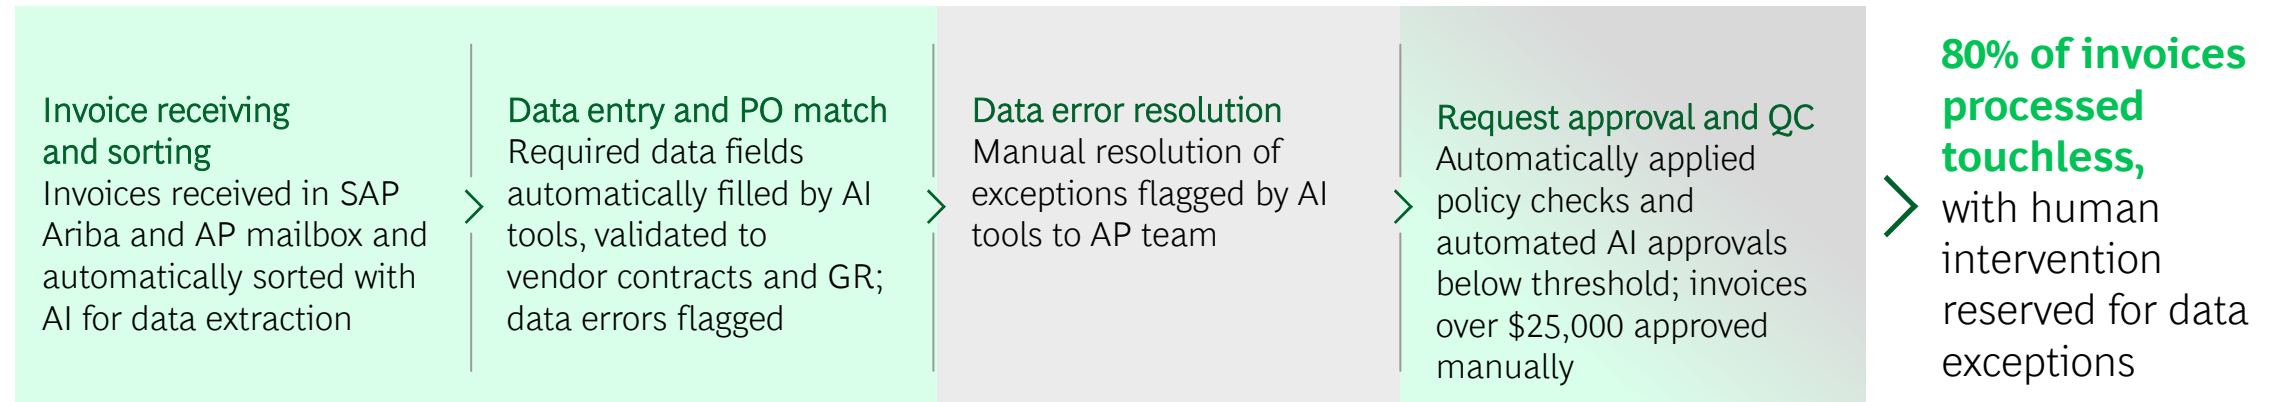 Invoice receiving
and sorting
Invoices received in SAP
Ariba and AP mailbox and
automatically sorted with
AI for data extraction
Data entry and PO match
Required data fields
automatically filled by AI
tools, validated to
vendor contracts and GR;
data errors flagged
Data error resolution
Manual resolution of
exceptions flagged by AI
tools to AP team
Request approval and QC
Automatically applied
policy checks and
automated AI approvals
below threshold; invoices
over $25,000 approved
manually
80% of invoices
processed
touchless,
with human
intervention
reserved for data
exceptions